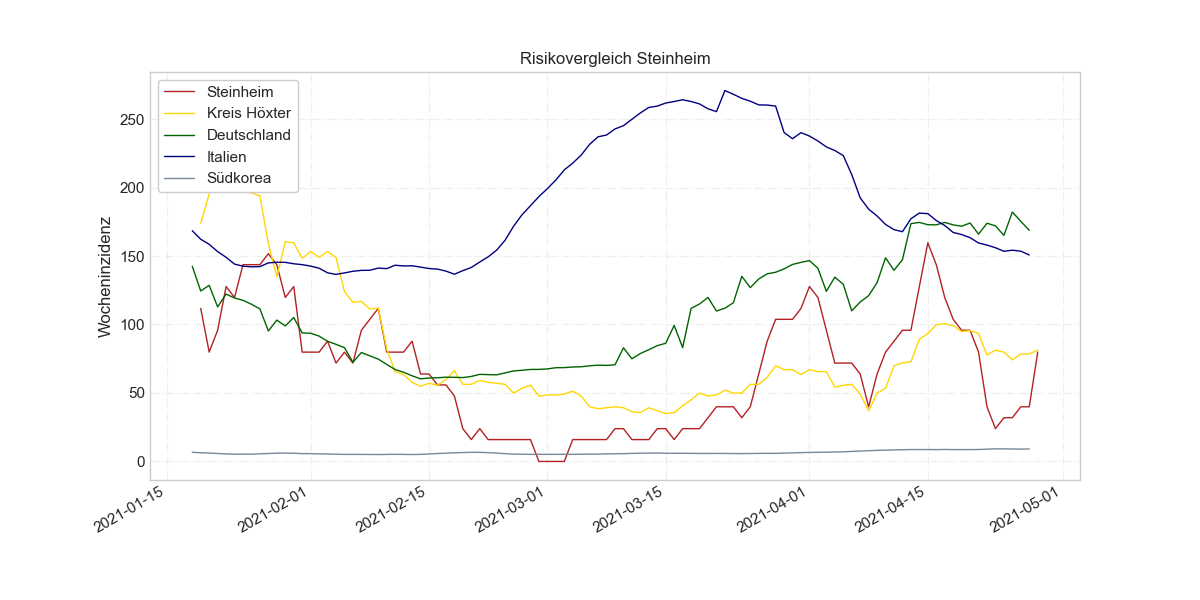 Risikovergleich Steinheim
Steinheim
Kreis Höxter
Deutschland
Italien
Südkorea
Wocheninzidenz
250
200
150
100
50
0
2021-01-15
2021-02-01
2021-02-15
2021-03-01
2021-03-15
2021-04-01
2021-04-15
2021-05-01